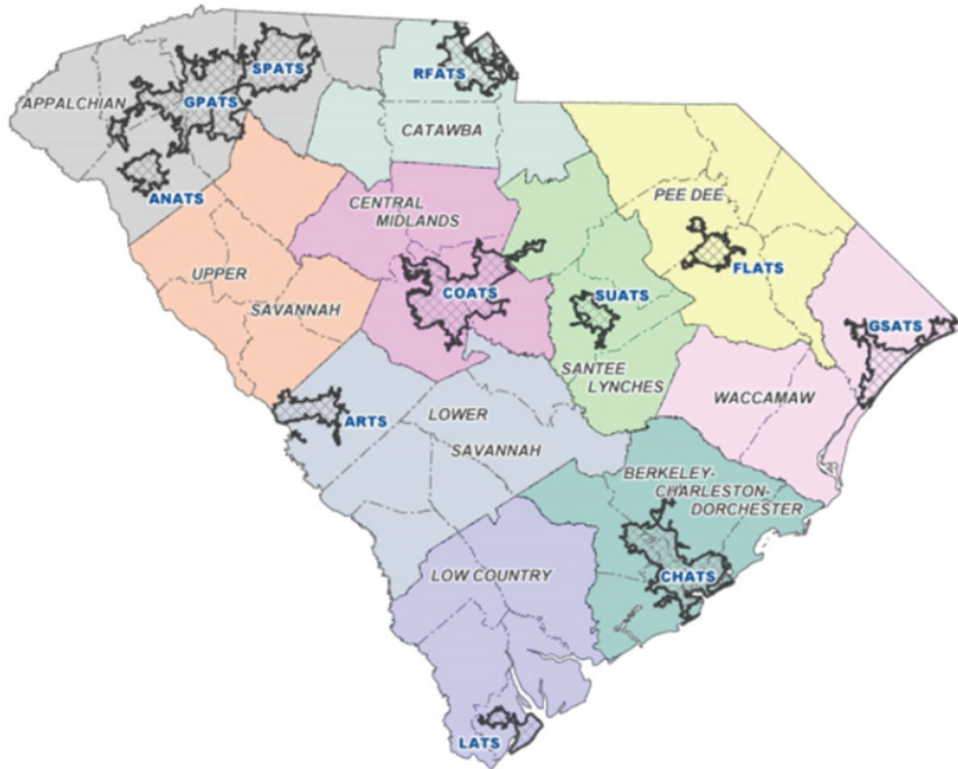 SPATS
RFATS
APPALCHIAN
GPATS
CATAWBA
ANATS
CENTRAL
MIDLANDS
PEE DEE
UPPER
FLATS
COATS
SUATS
SAVANNAH
GSATS
SANTEE
LYNCHES
WACCAMAW
ARTS
LOWER
SAVANNAH
BERKELEY-
CHARLESTON-
DORCHESTER
LOW COUNTRY
CHATS
LATS